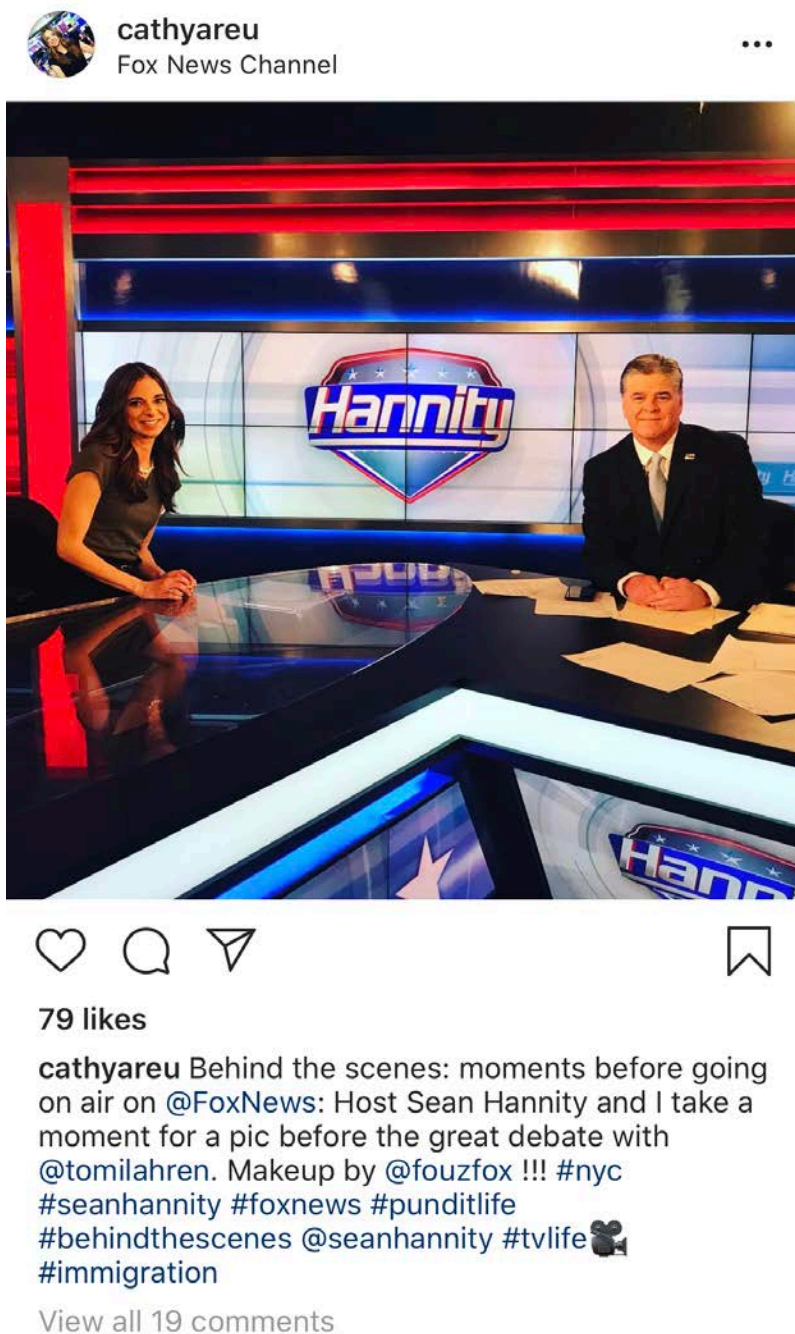 cathyareu
Fox News Channel
Hannity
Hann
79 likes
cathyareu Behind the scenes: moments before going
on air on @FoxNews: Host Sean Hannity and I take a
moment for a pic before the great debate with
@tomilahren. Makeup by @fouzfox !!! #nyc
#seanhannity #foxnews #punditlife
#behindthescenes @seanhannity #tvlife🎥
#immigration
View all 19 comments